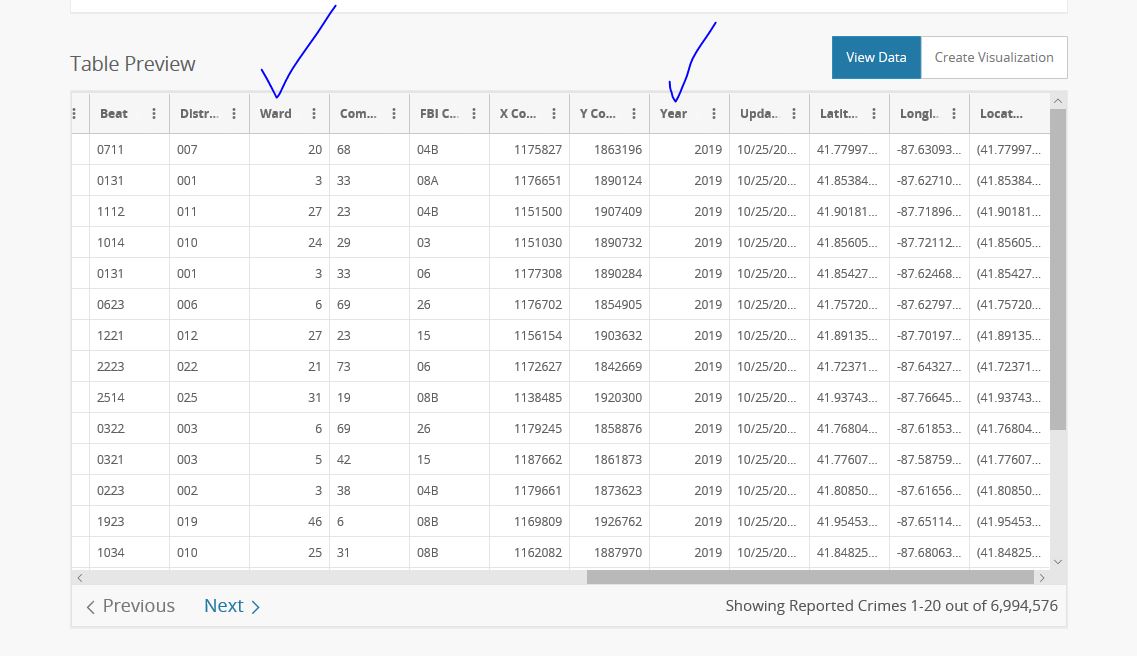 Table Preview
View Data Create Visualization
Beat Distr... Ward Com... FBI C... X Co... Y Co... Year Upda.. Latit... Longi.. Locat...
0711 007 20 68 04B 1175827 1863196 2019 10/25/20... 41.77997... -87.63093... (41.77997...
0131 001 3 33 08A 1176651 1890124 2019 10/25/20... 41.85384... -87.62710... (41.85384...
1112 011 27 23 04B 1151500 1907409 2019 10/25/20... 41.90181... -87.71896... (41.90181...
1014 010 24 29 03 1151030 1890732 2019 10/25/20... 41.85605... -87.72112... (41.85605...
0131 001 3 33 06 1177308 1890284 2019 10/25/20... 41.85427... -87.62468... (41.85427...
0623 006 6 69 26 1176702 1854905 2019 10/25/20... 41.75720... -87.62797... (41.75720...
1221 012 27 23 15 1156154 1903632 2019 10/25/20... 41.89135... -87.70197... (41.89135...
2223 022 21 73 06 1172627 1842669 2019 10/25/20... 41.72371... -87.64327... (41.72371...
2514 025 31 19 08B 1138485 1920300 2019 10/25/20... 41.93743... -87.76645... (41.93743...
0322 003 6 69 26 1179245 1858876 2019 10/25/20... 41.76804... -87.61853... (41.76804...
0321 003 5 42 15 1187662 1861873 2019 10/25/20... 41.77607... -87.58759... (41.77607...
0223 002 3 38 04B 1179661 1873623 2019 10/25/20... 41.80850... -87.61656... (41.80850...
1923 019 46 6 08B 1169809 1926762 2019 10/25/20... 41.95453... -87.65114... (41.95453...
1034 010 25 31 08B 1162082 1887970 2019 10/25/20... 41.84825... -87.68063... (41.84825...
Previous Next Showing Reported Crimes 1-20 out of 6,994,576